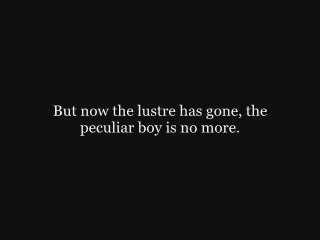 But now the lustre has gone, the
peculiar boy is no more.